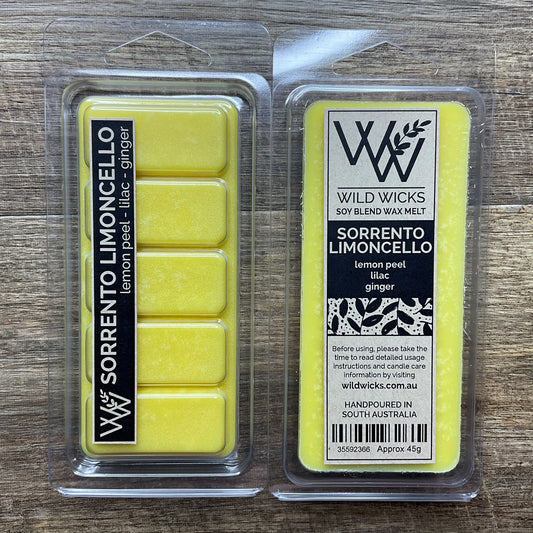 SORRENTO LIMONCELLO
lemon peel - lilac - ginger
WW
WW
WILD WICKS
SOY BLEND WAX MELT
SORRENTO
LIMONCELLO
lemon peel
lilac
ginger
Before using, please take the
time to read detailed usage
instructions and candle care
information by visiting
wildwicks.com.au
HANDPOURED IN
SOUTH AUSTRALIA
35592366 Approx 45g